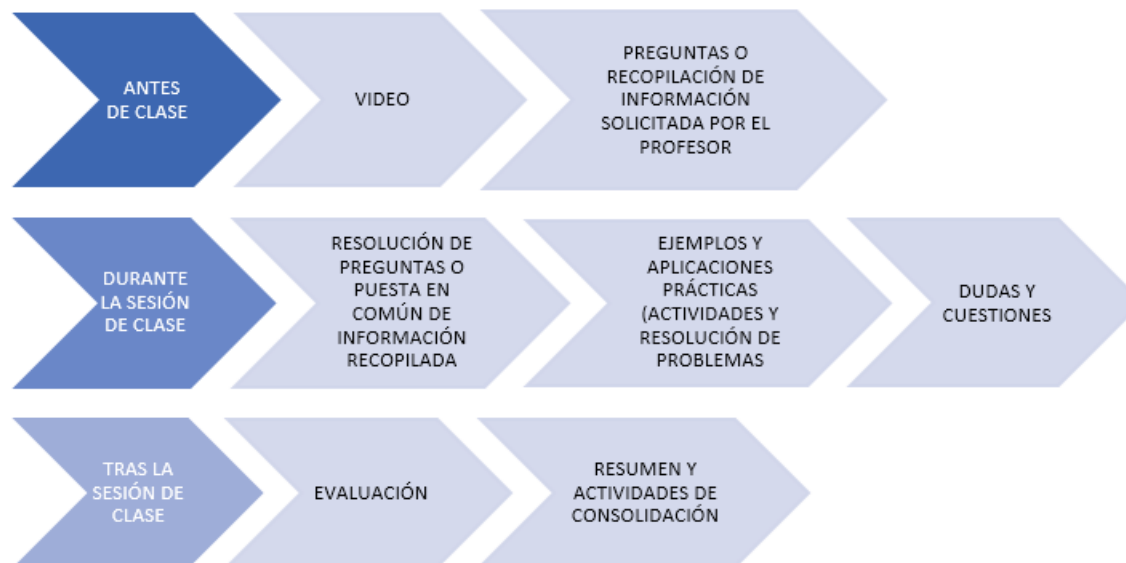 ANTES
DE CLASE
VIDEO
PREGUNTAS O
RECOPILACIÓN DE
INFORMACIÓN
SOLICITADA POR EL
PROFESOR
DURANTE
LA SESIÓN
DE CLASE
RESOLUCIÓN DE
PREGUNTAS O
PUESTA EN
COMÚN DE
INFORMACIÓN
RECOPILADA
EJEMPLOS Y
APLICACIONES
PRÁCTICAS
(ACTIVIDADES Y
RESOLUCIÓN DE
PROBLEMAS
DUDAS Y
CUESTIONES
TRAS LA
SESIÓN DE
CLASE
EVALUACIÓN
RESUMEN Y
ACTIVIDADES DE
CONSOLIDACIÓN